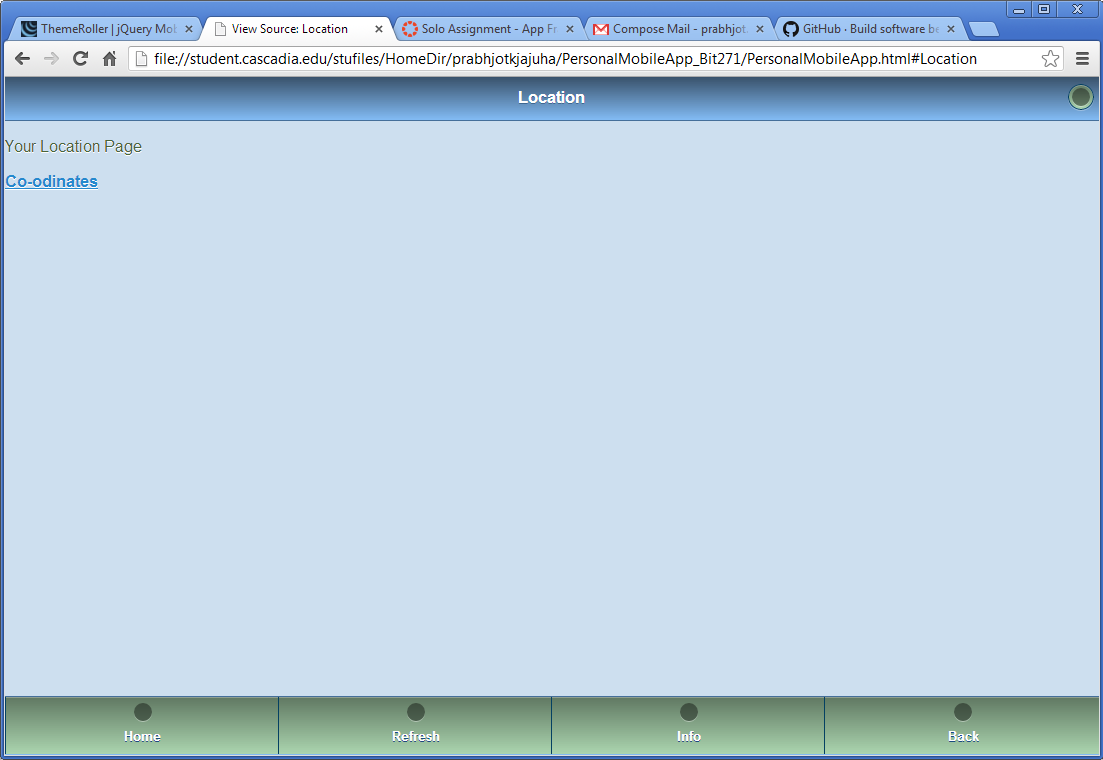 ThemeRoller | jQuery Mob
View Source: Location
Solo Assignment - App Fr
Compose Mail - prabhjot.
GitHub · Build software be
file://student.cascadia.edu/stufiles/HomeDir/prabhjotkjajuha/PersonalMobileApp_Bit271/PersonalMobileApp.html#Location
Location
Your Location Page
Co-odinates
Home
Refresh
Info
Back